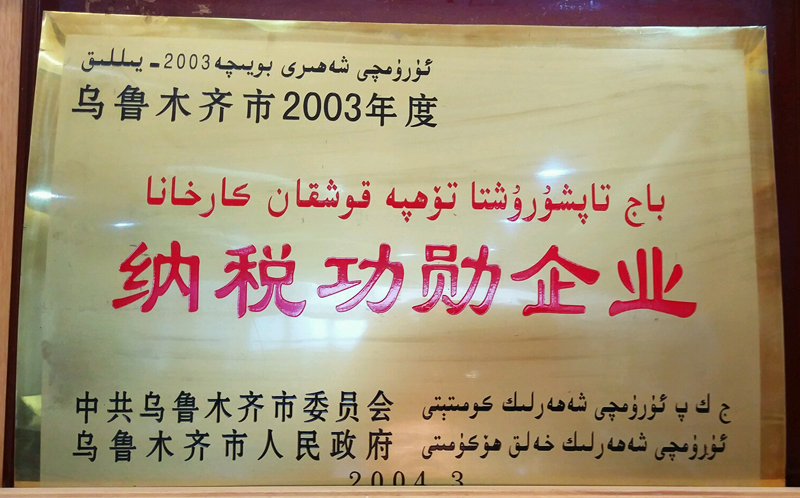 ئۈرۈمچى شەھىرى بويىچە 2003 - يىللىق
乌鲁木齐市2003年度
باج تاپشۇرۇشتا تۆھپە قوشقان كارخانا
纳税功勋企业
中共乌鲁木齐市委员会
ج ك پ ئۈرۈمچى شەھەرلىك كومىتېتى
乌鲁木齐市人民政府
ئۈرۈمچى شەھەرلىك خەلق ھۆكۈمىتى
2004.3